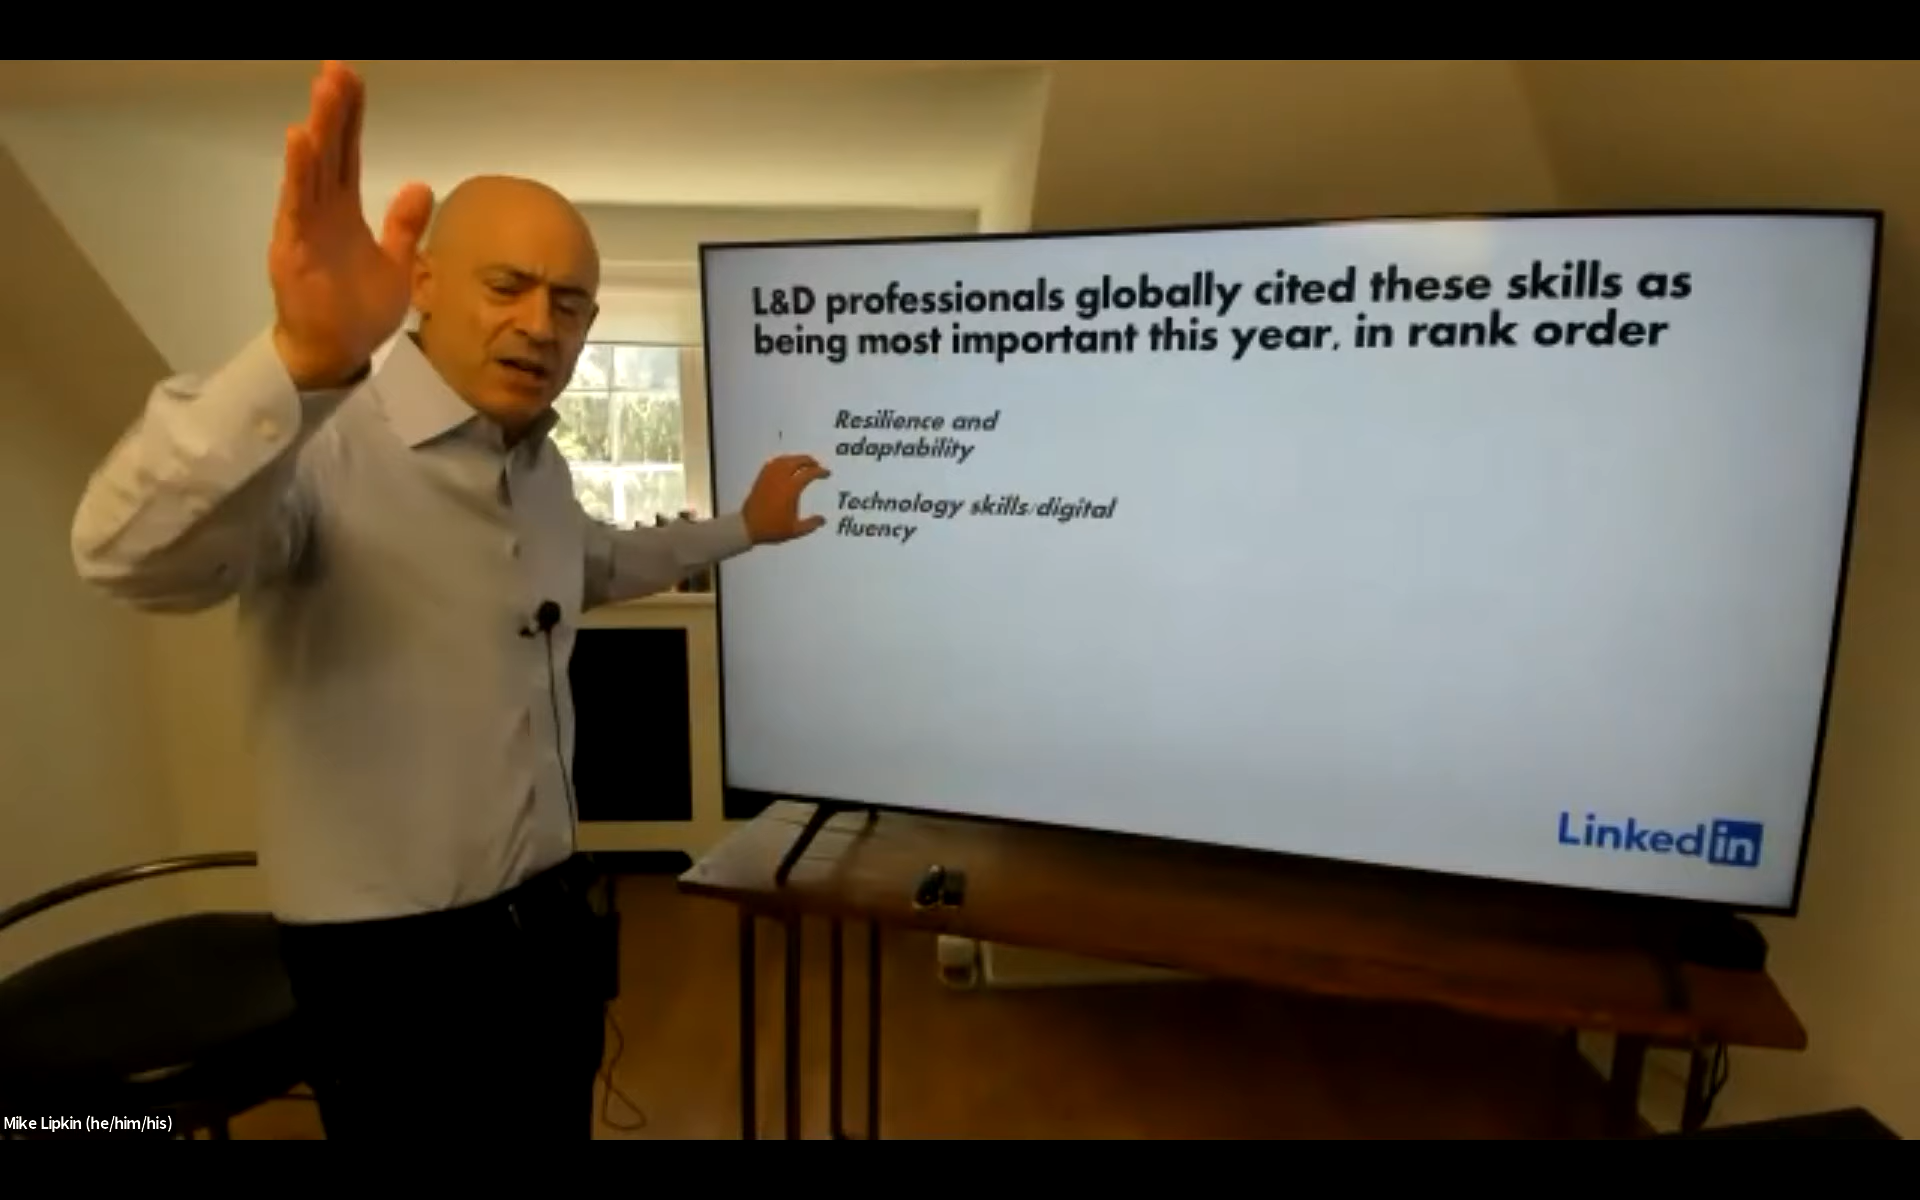 L&D professionals globally cited these skills as
being most important this year, in rank order
Resilience and
adaptability
Technology skills/digital
fluency
Linkedin
Mike Lipkin (he/him/his)